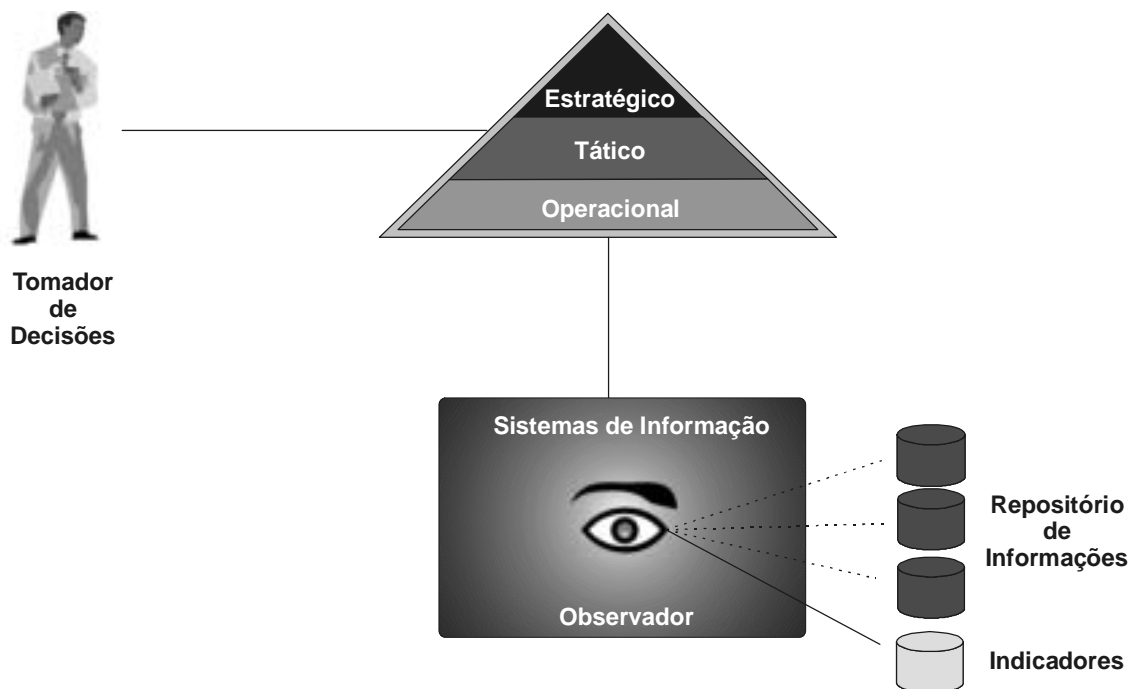 Estratégico
Tático
Operacional
Tomador
de
Decisões
Sistemas de Informação
Observador
Repositório
de
Informações
Indicadores